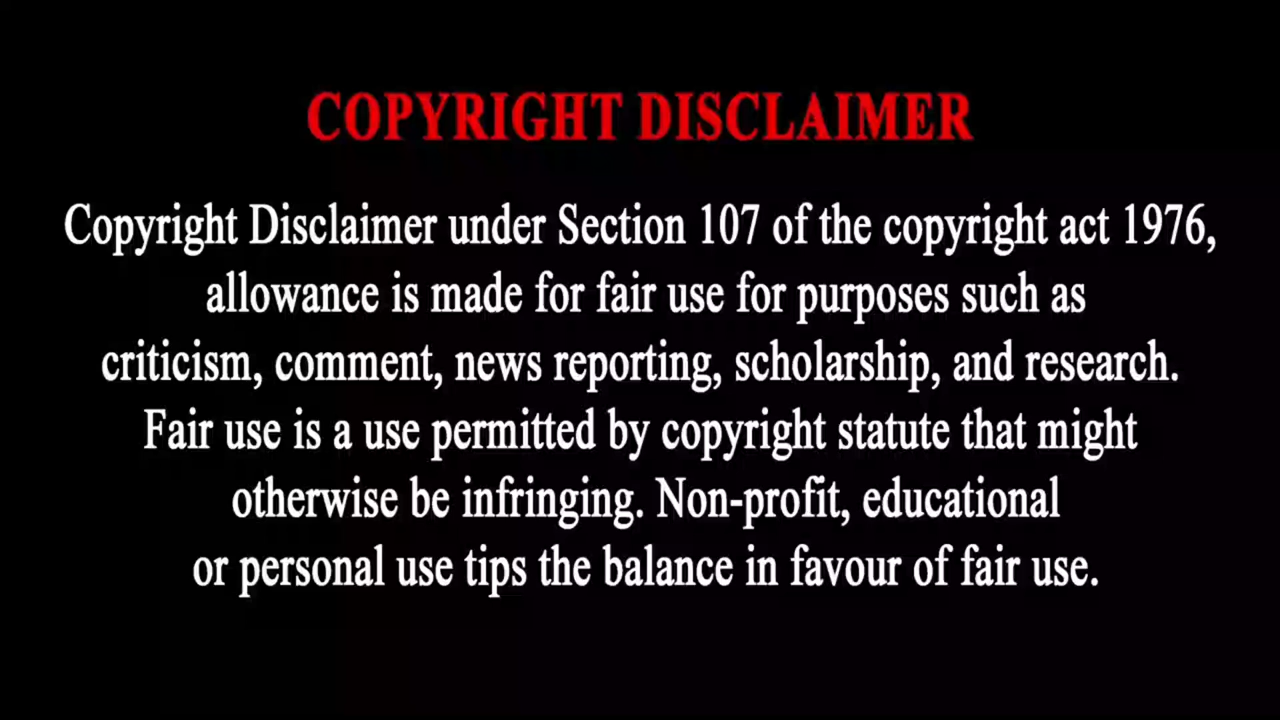 COPYRIGHT DISCLAIMER
Copyright Disclaimer under Section 107 of the copyright act 1976,
allowance is made for fair use for purposes such as
criticism, comment, news reporting, scholarship, and research.
Fair use is a use permitted by copyright statute that might
otherwise be infringing. Non-profit, educational
or personal use tips the balance in favour of fair use.